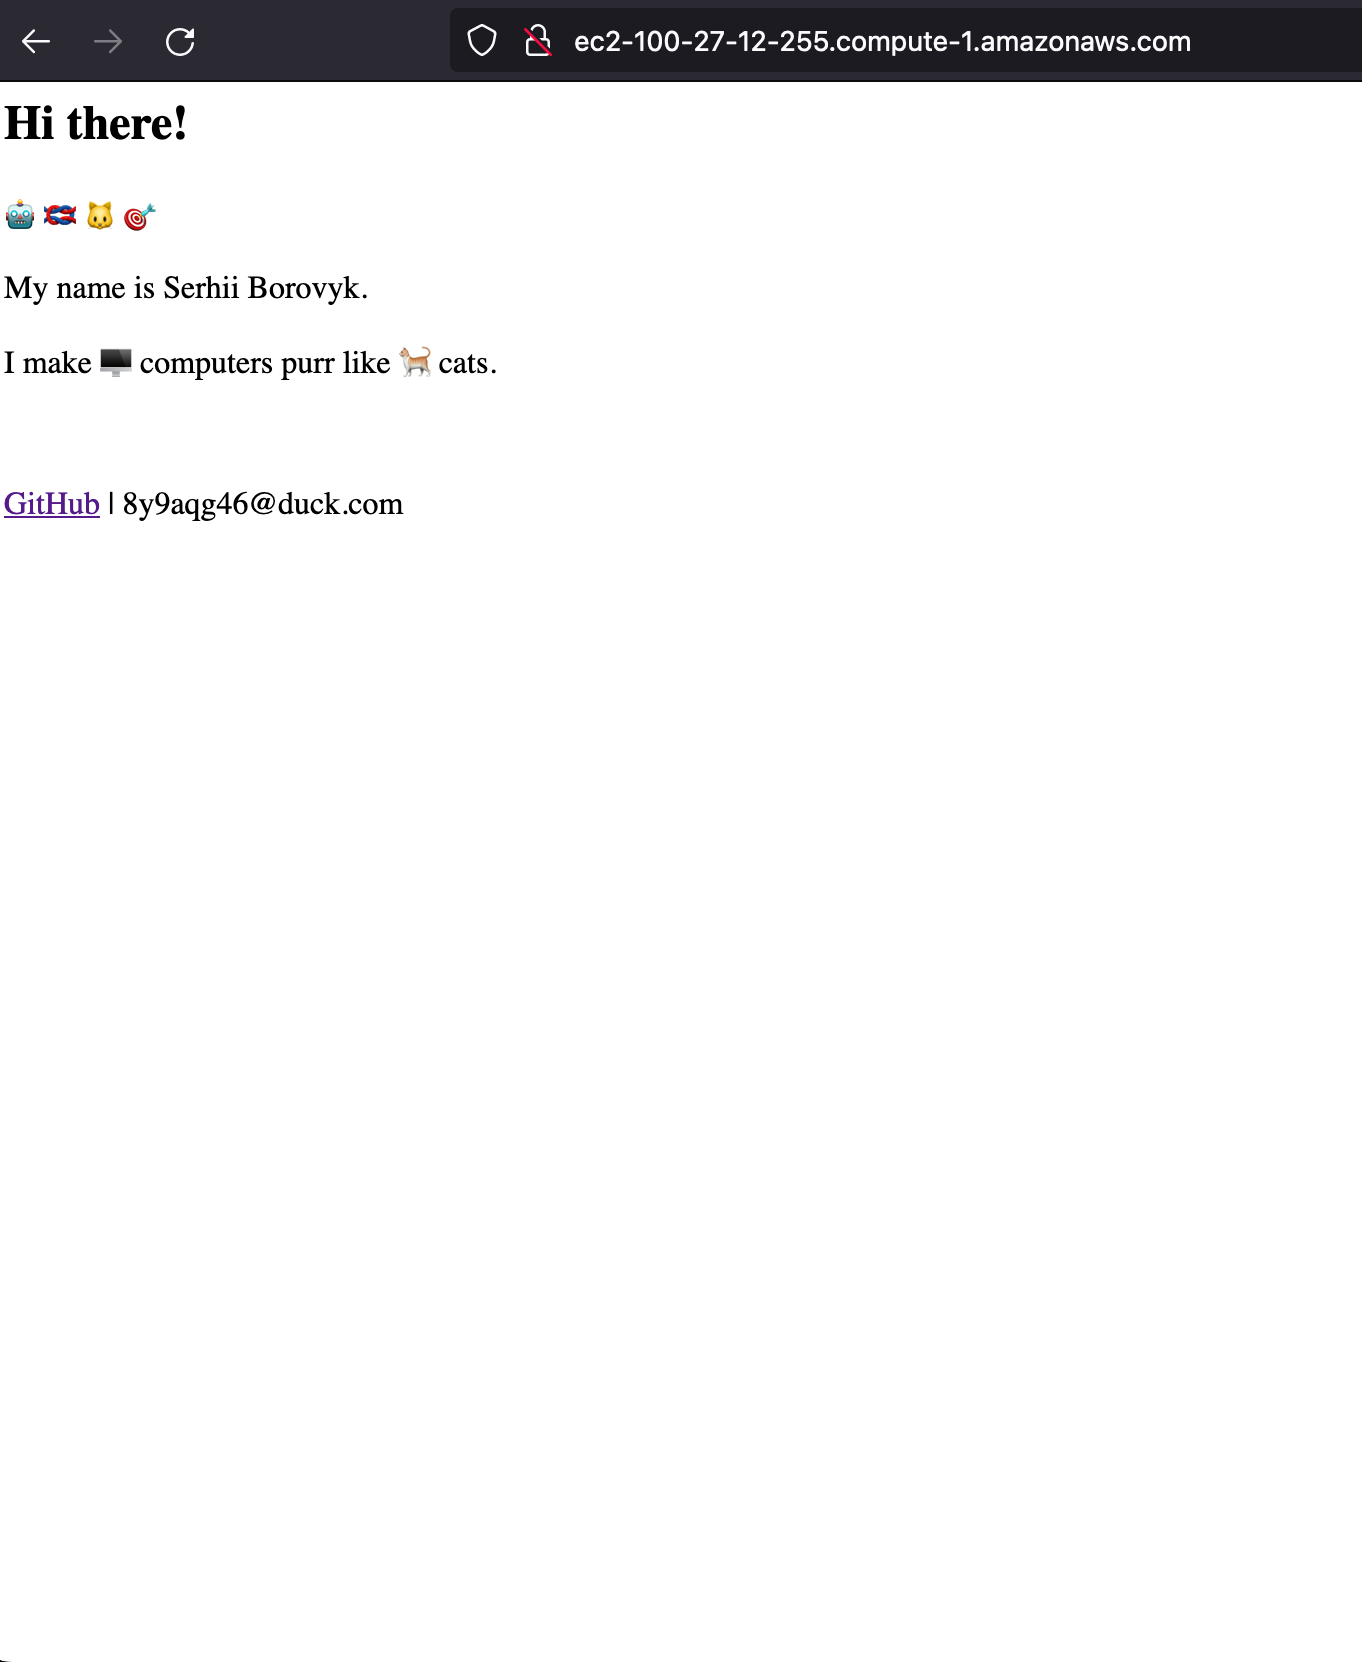 ec2-100-27-12-255.compute-1.amazonaws.com
Hi there!
🤖 🪢 🐱 🎯
My name is Serhii Borovyk.
I make 🖥️ computers purr like 🐈 cats.
GitHub | 8y9aqg46@duck.com